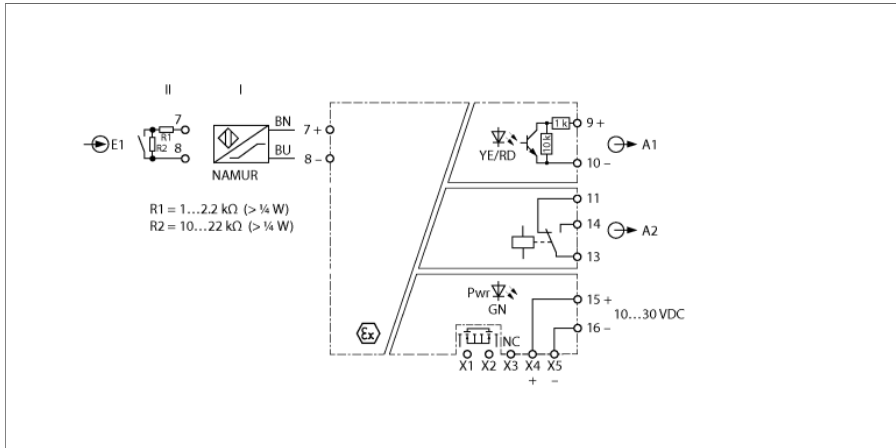 II
I
E1
7
R1
R2
8
BN
7 +
BU
8 –
NAMUR
R1 = 1…2.2 kΩ (> ¼ W)
R2 = 10…22 kΩ (> ¼ W)
YE/RD
1 k
10 k
9 +
A1
10 –
11
14
A2
13
Pwr
GN
15 +
10…30 VDC
16 –
Ex
NC
X1 X2 X3 X4 X5
+ –